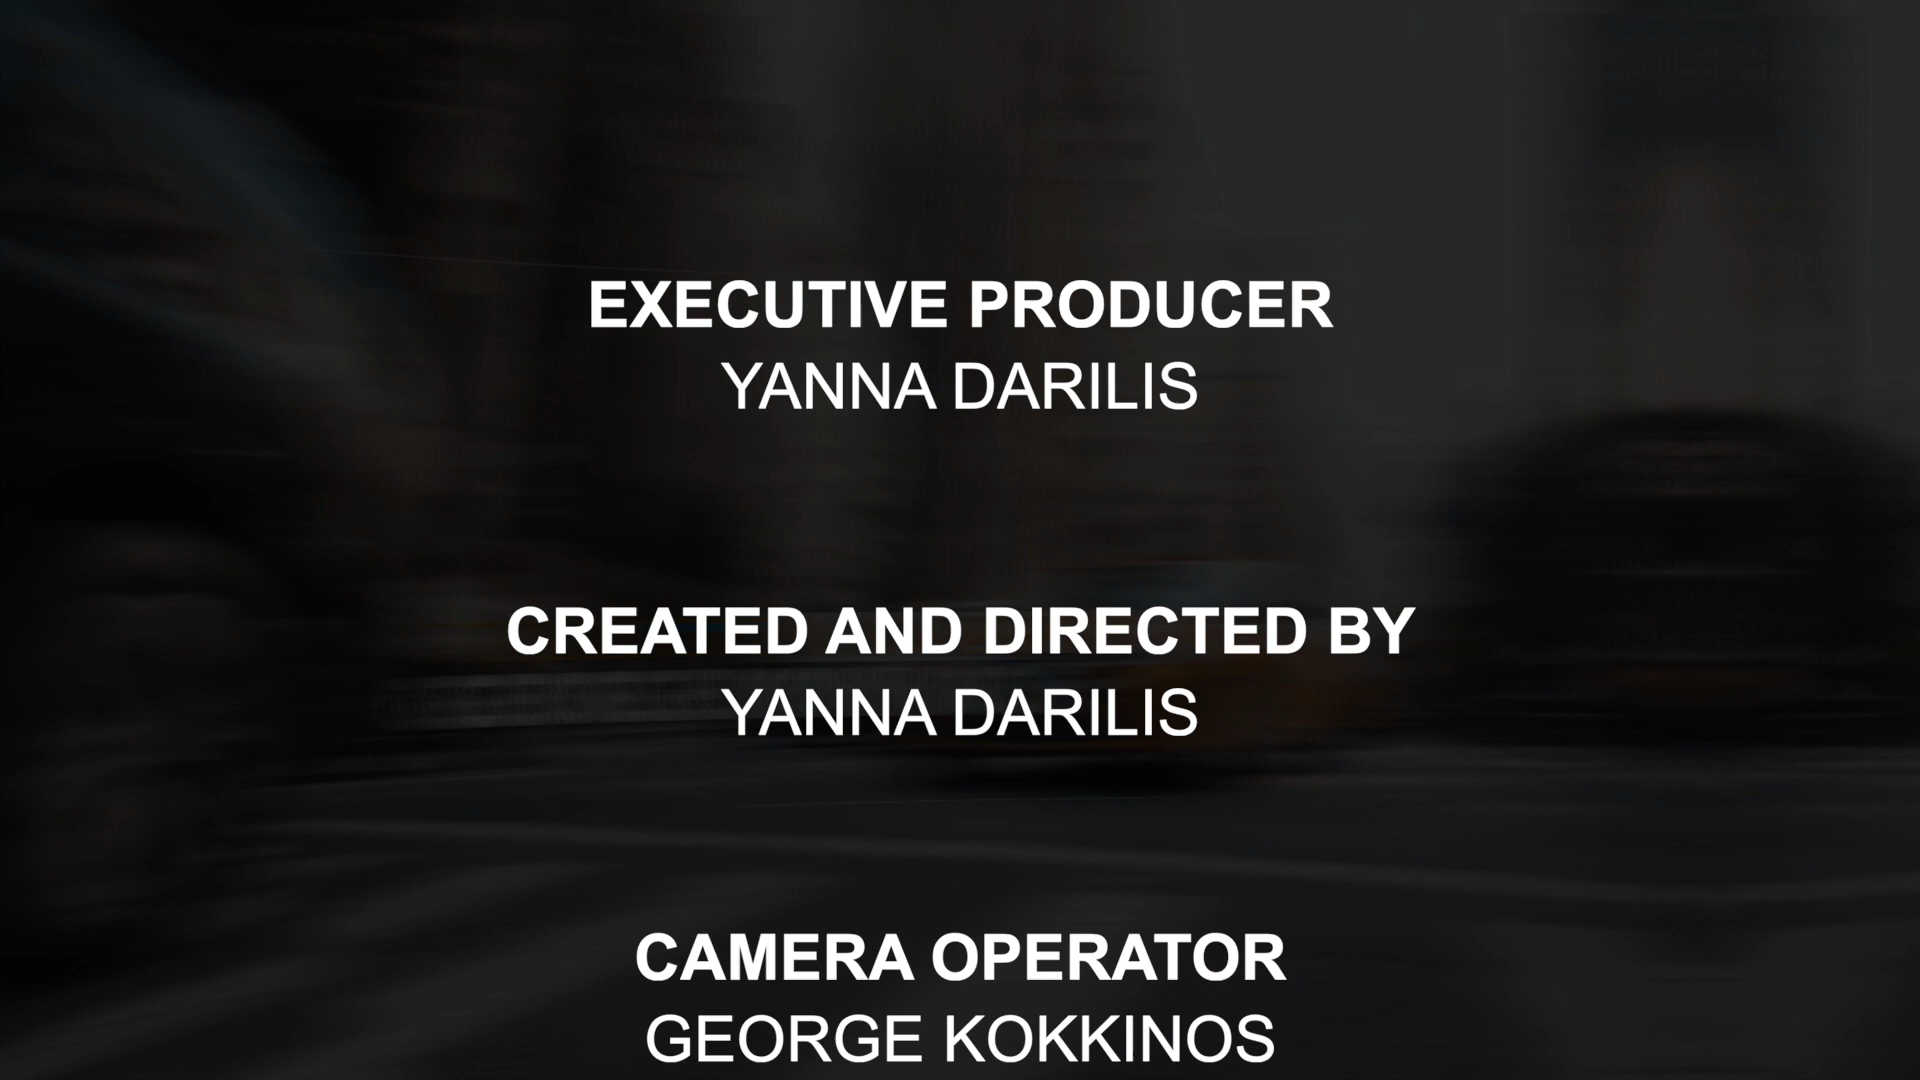 EXECUTIVE PRODUCER
YANNA DARILIS
CREATED AND DIRECTED BY
YANNA DARILIS
CAMERA OPERATOR
GEORGE KOKKINOS